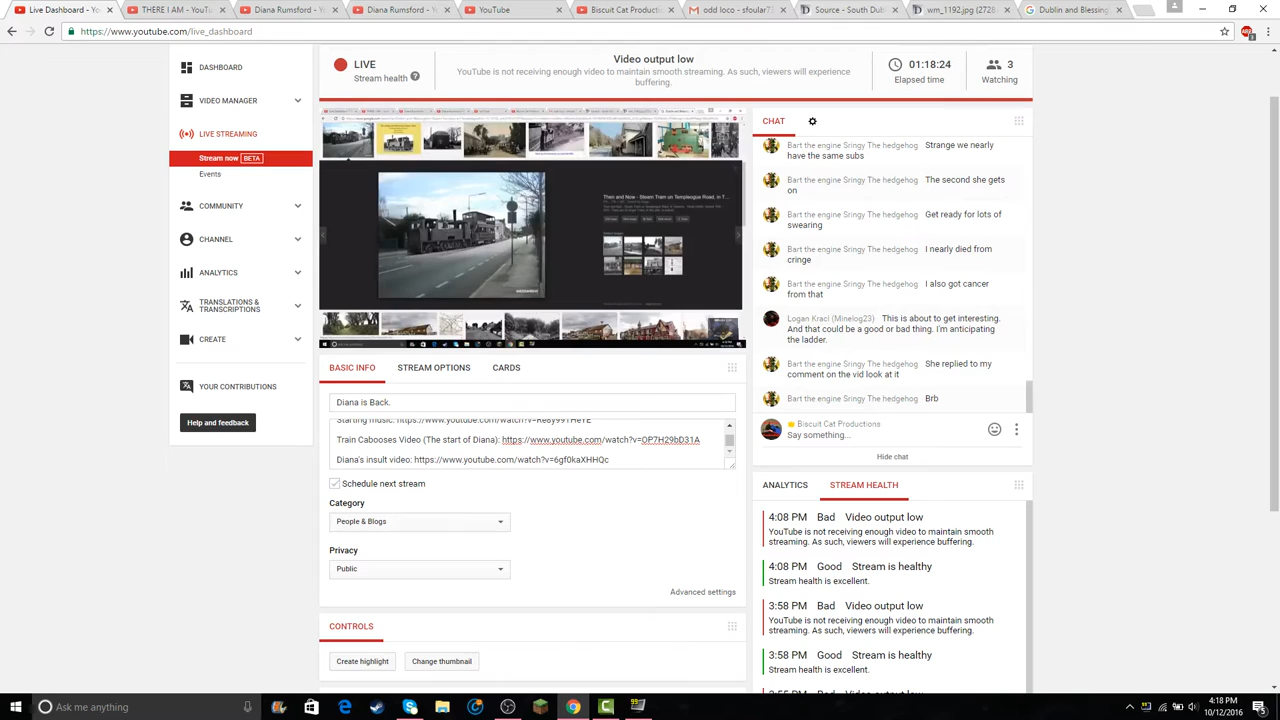 Live Dashboard - YouTub
THERE I AM - YouTu
Diana Rumsford - Y
Diana Rumsford - Y
YouTube
Biscuit Cat Productio
odd loco - sfoular73
Source - South Dubl
wm_1192.jpg (2728
Dublin and Blessing
https://www.youtube.com/live_dashboard
DASHBOARD
VIDEO MANAGER
LIVE STREAMING
Stream now BETA
Events
COMMUNITY
CHANNEL
ANALYTICS
TRANSLATIONS &
TRANSCRIPTIONS
CREATE
YOUR CONTRIBUTIONS
Help and feedback
LIVE
Stream health ?
Video output low
YouTube is not receiving enough video to maintain smooth streaming. As such, viewers will experience
buffering.
01:18:24
Elapsed time
3
Watching
Then and Now - Steam Tram on Templeogue Road, in T...
BASIC INFO
STREAM OPTIONS
CARDS
Diana is Back.
Train Cabooses Video (The start of Diana): https://www.youtube.com/watch?v=OP7H29bD31A
Diana's insult video: https://www.youtube.com/watch?v=6gf0kaXHHQc
Schedule next stream
Category
People & Blogs
Privacy
Public
Advanced settings
CONTROLS
Create highlight
Change thumbnail
CHAT
Bart the engine Sringy The hedgehog Strange we nearly
have the same subs
Bart the engine Sringy The hedgehog The second she gets
on
Bart the engine Sringy The hedgehog Get ready for lots of
swearing
Bart the engine Sringy The hedgehog I nearly died from
cringe
Bart the engine Sringy The hedgehog I also got cancer
from that
Logan Kracl (Minelog23) This is about to get interesting.
And that could be a good or bad thing. I'm anticipating
the ladder.
Bart the engine Sringy The hedgehog She replied to my
comment on the vid look at it
Bart the engine Sringy The hedgehog Brb
Biscuit Cat Productions
Say something...
Hide chat
ANALYTICS
STREAM HEALTH
4:08 PM Bad Video output low
YouTube is not receiving enough video to maintain smooth
streaming. As such, viewers will experience buffering.
4:08 PM Good Stream is healthy
Stream health is excellent.
3:58 PM Bad Video output low
YouTube is not receiving enough video to maintain smooth
streaming. As such, viewers will experience buffering.
3:58 PM Good Stream is healthy
Stream health is excellent.
Ask me anything
4:18 PM
10/12/2016